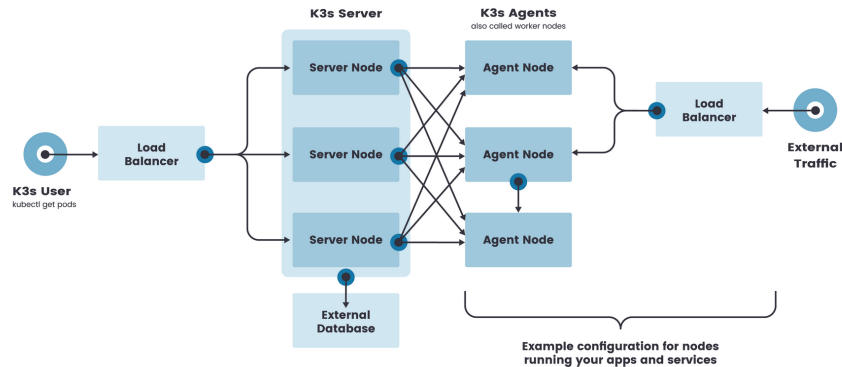 K3s Server
K3s Agents
also called worker nodes
Server Node
Agent Node
Load
Balancer
Server Node
Agent Node
Load
Balancer
External
Traffic
K3s User
kubectl get pods
Server Node
Agent Node
External
Database
Example configuration for nodes
running your apps and services